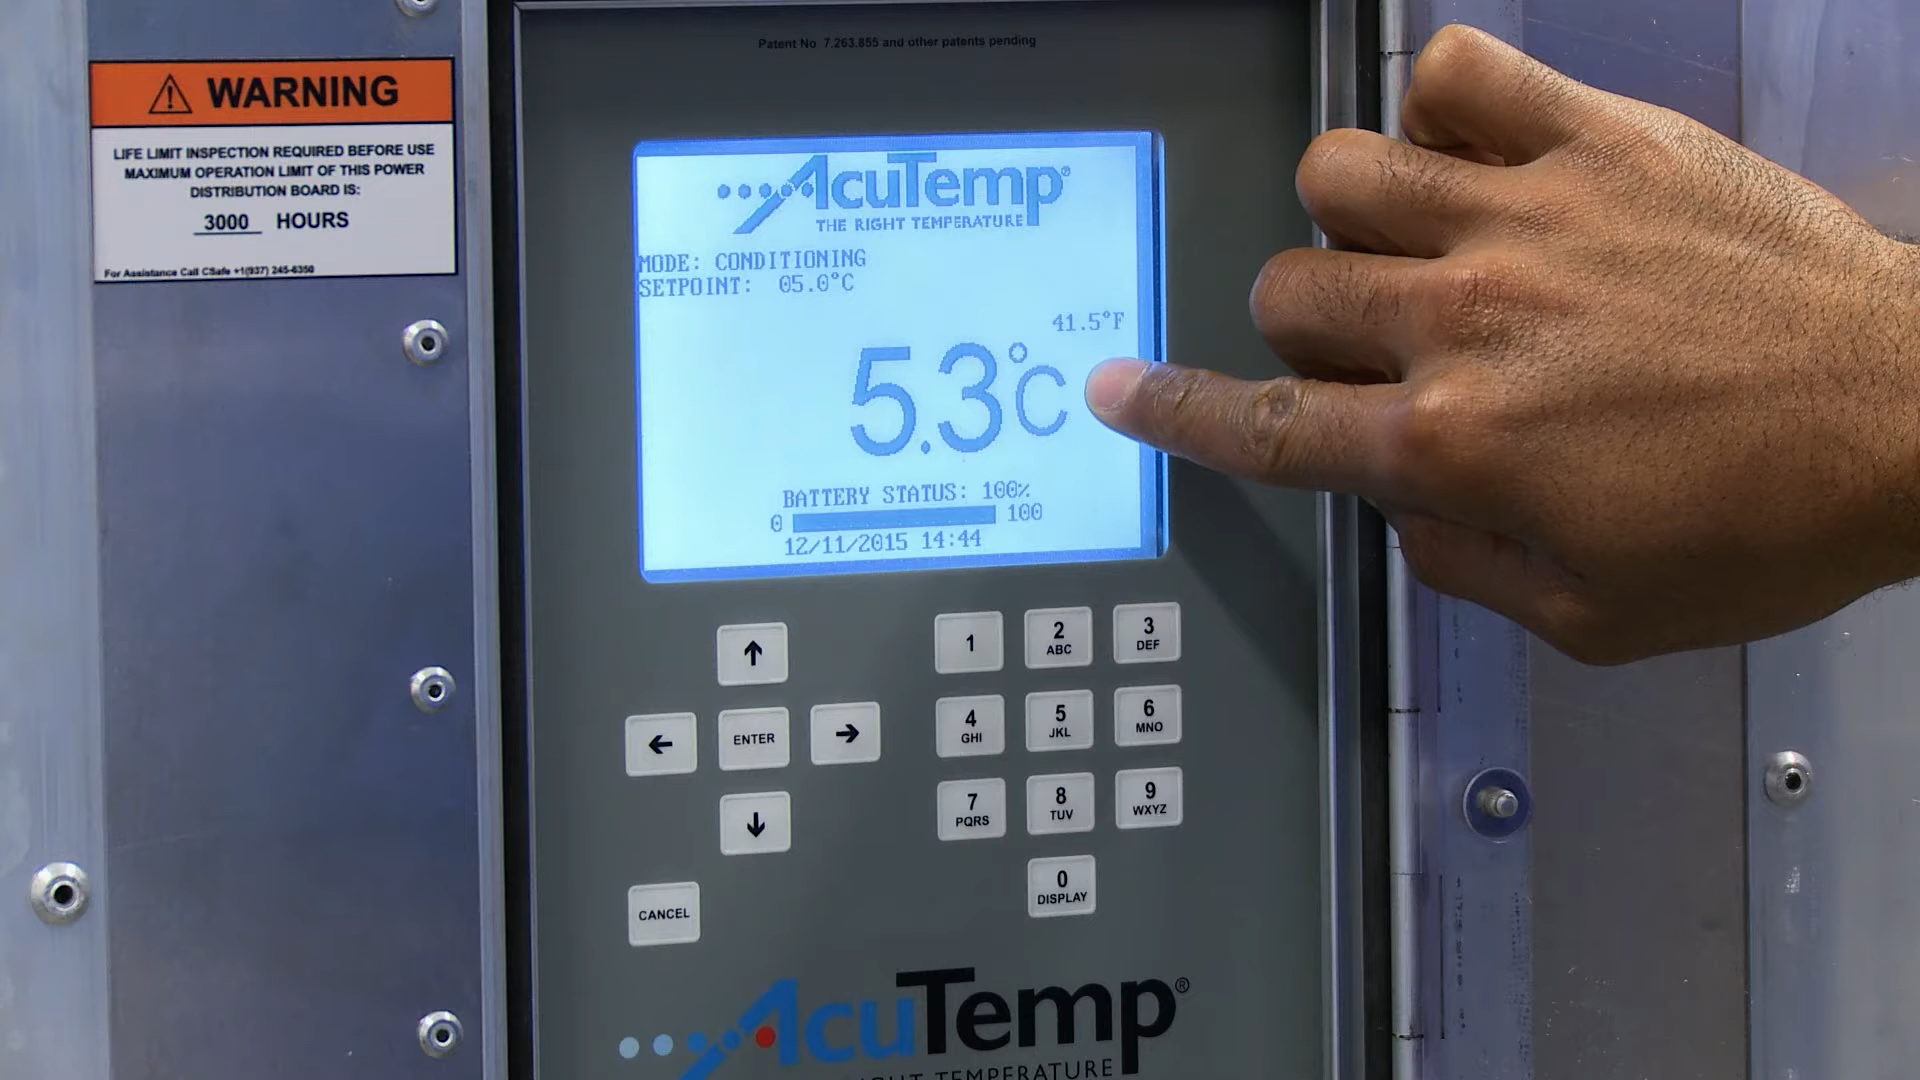 Patent No 7.263.855 and other patents pending
WARNING
LIFE LIMIT INSPECTION REQUIRED BEFORE USE
MAXIMUM OPERATION LIMIT OF THIS POWER
DISTRIBUTION BOARD IS:
3000 HOURS
For Assistance Call CSafe +1(937) 245-6350
AcuTemp®
THE RIGHT TEMPERATURE
MODE: CONDITIONING
SETPOINT: 05.0°C
41.5°F
5.3°C
BATTERY STATUS: 100%
0 100
12/11/2015 14:44
↑
← ENTER →
↓
CANCEL
1 2 ABC 3 DEF
4 GHI 5 JKL 6 MNO
7 PQRS 8 TUV 9 WXYZ
0 DISPLAY
AcuTemp®
TEMPERATURE